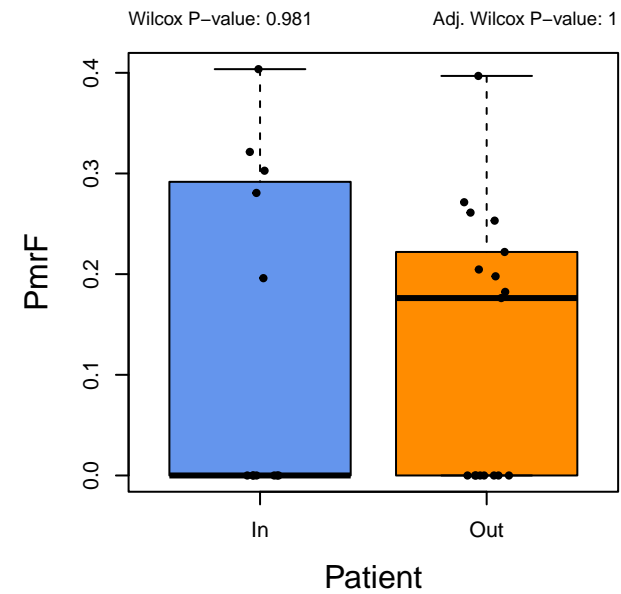 Wilcox P−value: 0.981 Adj. Wilcox P−value: 1
0.4
0.3
0.2
0.1
0.0
PmrF
In Out
Patient